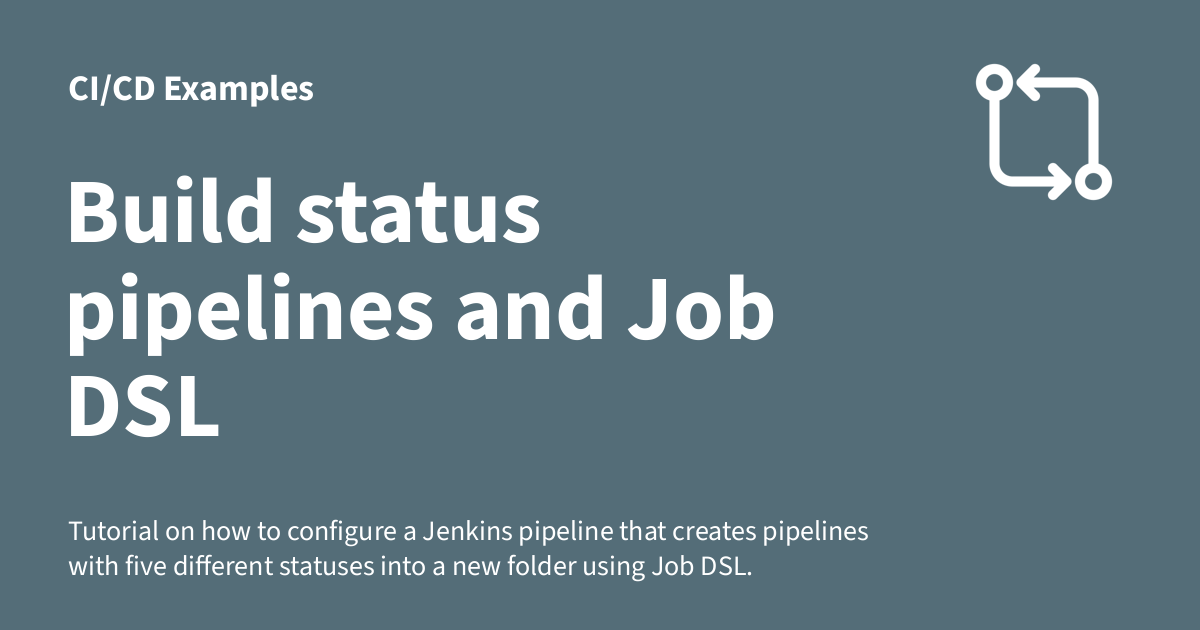 CI/CD Examples
Build status
pipelines and Job
DSL
Tutorial on how to configure a Jenkins pipeline that creates pipelines
with five different statuses into a new folder using Job DSL.